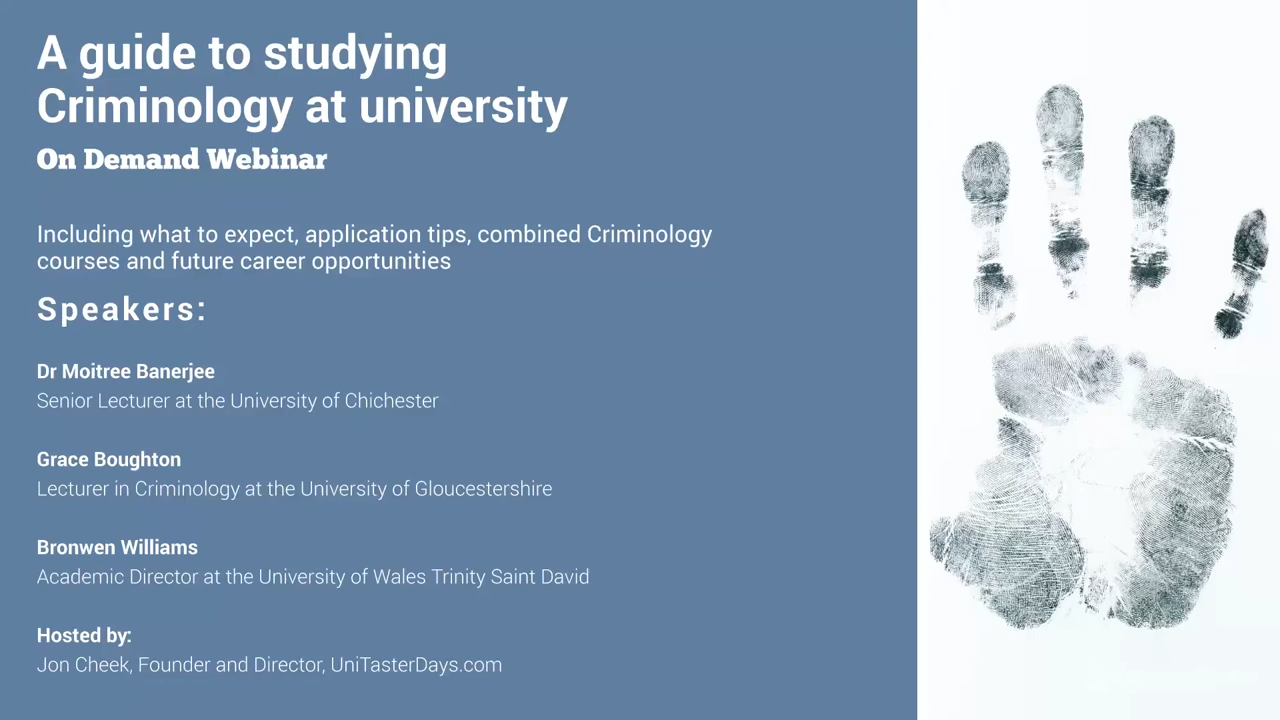 A guide to studying
Criminology at university
On Demand Webinar
Including what to expect, application tips, combined Criminology
courses and future career opportunities
Speakers:
Dr Moitree Banerjee
Senior Lecturer at the University of Chichester
Grace Boughton
Lecturer in Criminology at the University of Gloucestershire
Bronwen Williams
Academic Director at the University of Wales Trinity Saint David
Hosted by:
Jon Cheek, Founder and Director, UniTasterDays.com